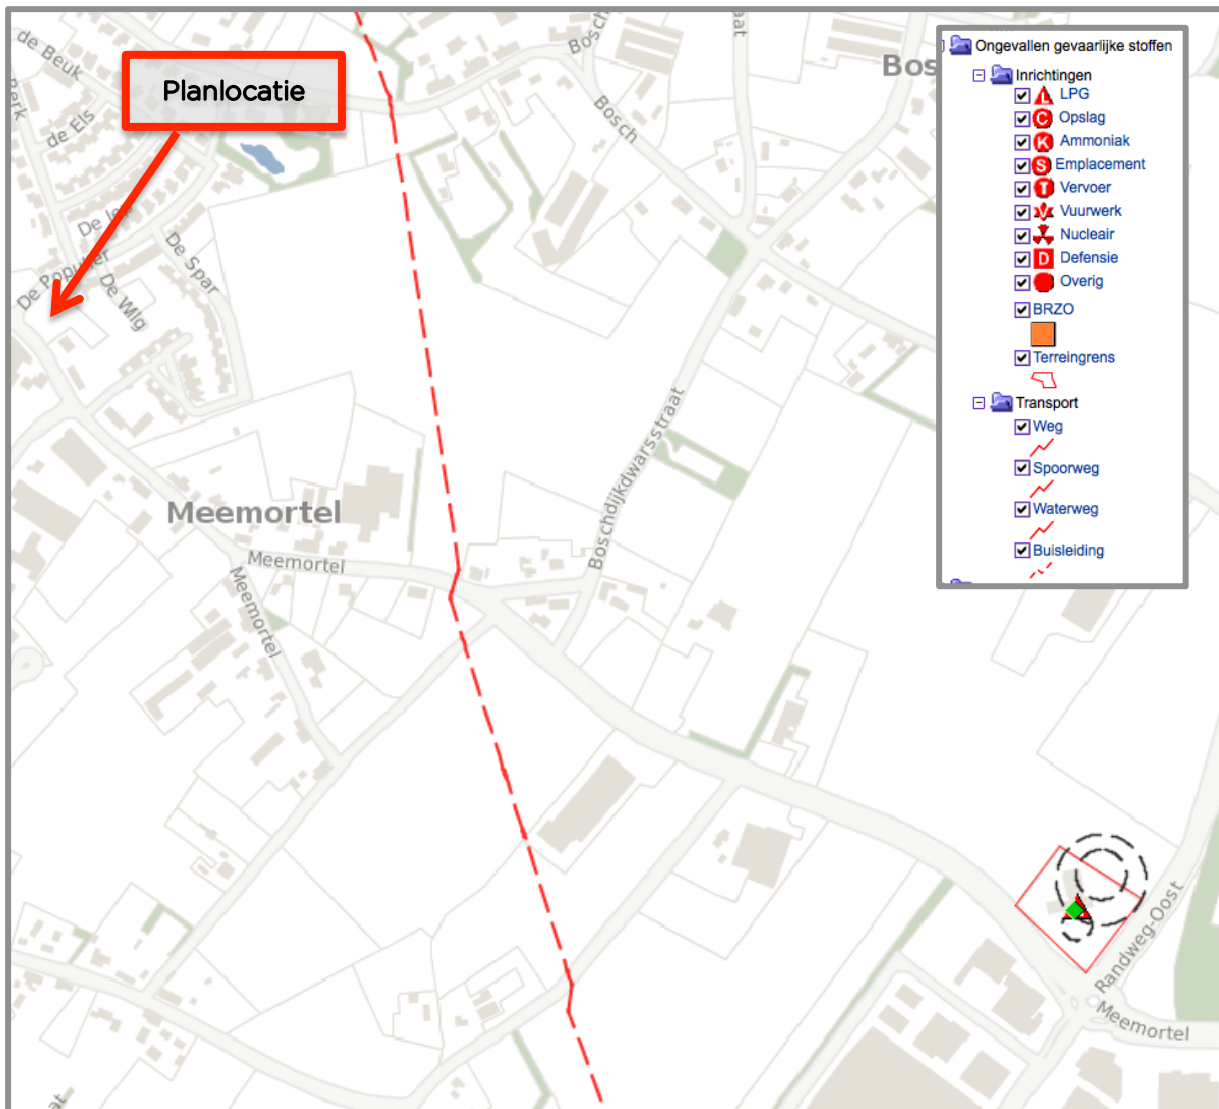 de Beuk
Berk
de Els
Planlocatie
De Populier
De Wlg
De Spar
Bosch
Meemortel
Meemortel
Meemortel
Boschdijkdwarsstraat
Randweg-Oost
Meemortel
Ongevallen gevaarlijke stoffen
Inrichtingen
L LPG
C Opslag
K Ammoniak
S Emplacement
T Vervoer
V Vuurwerk
Nucleair
D Defensie
Overig
BRZO
Terreingrens
Transport
Weg
Spoorweg
Waterweg
Buisleiding